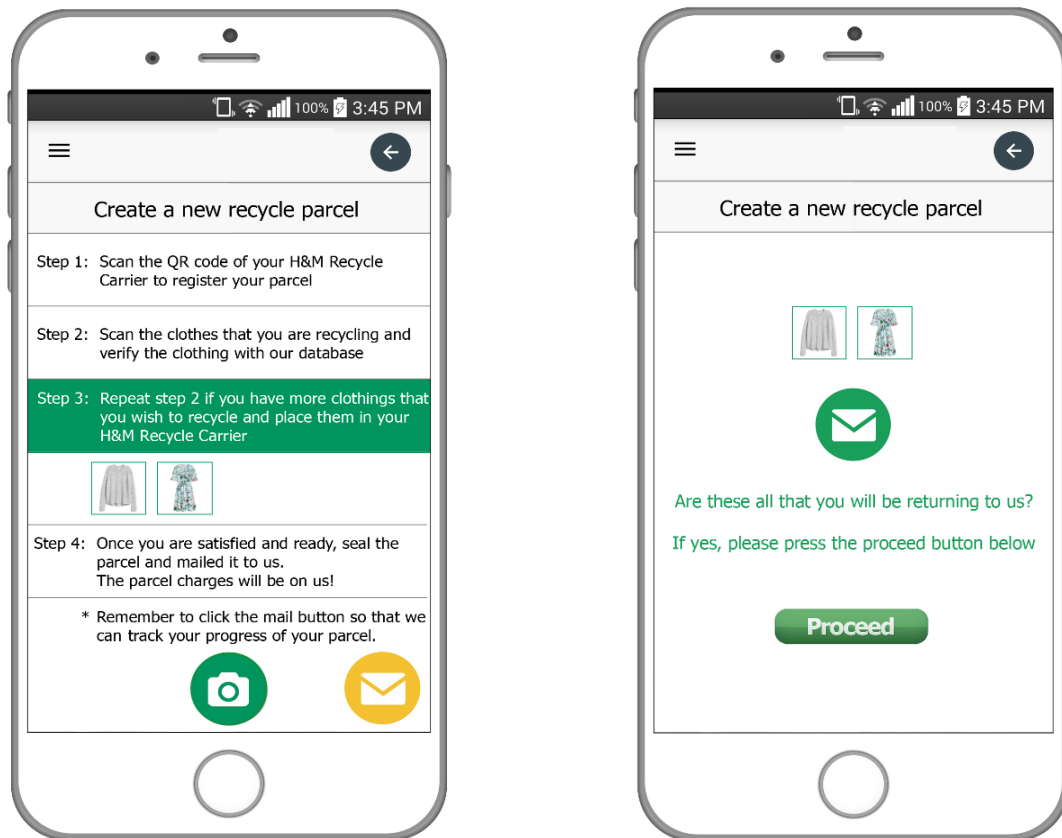 100% 3:45 PM
Create a new recycle parcel
Step 1: Scan the QR code of your H&M Recycle
Carrier to register your parcel
Step 2: Scan the clothes that you are recycling and
verify the clothing with our database
Step 3: Repeat step 2 if you have more clothings that
you wish to recycle and place them in your
H&M Recycle Carrier
Step 4: Once you are satisfied and ready, seal the
parcel and mailed it to us.
The parcel charges will be on us!
* Remember to click the mail button so that we
can track your progress of your parcel.
100% 3:45 PM
Create a new recycle parcel
Are these all that you will be returning to us?
If yes, please press the proceed button below
Proceed